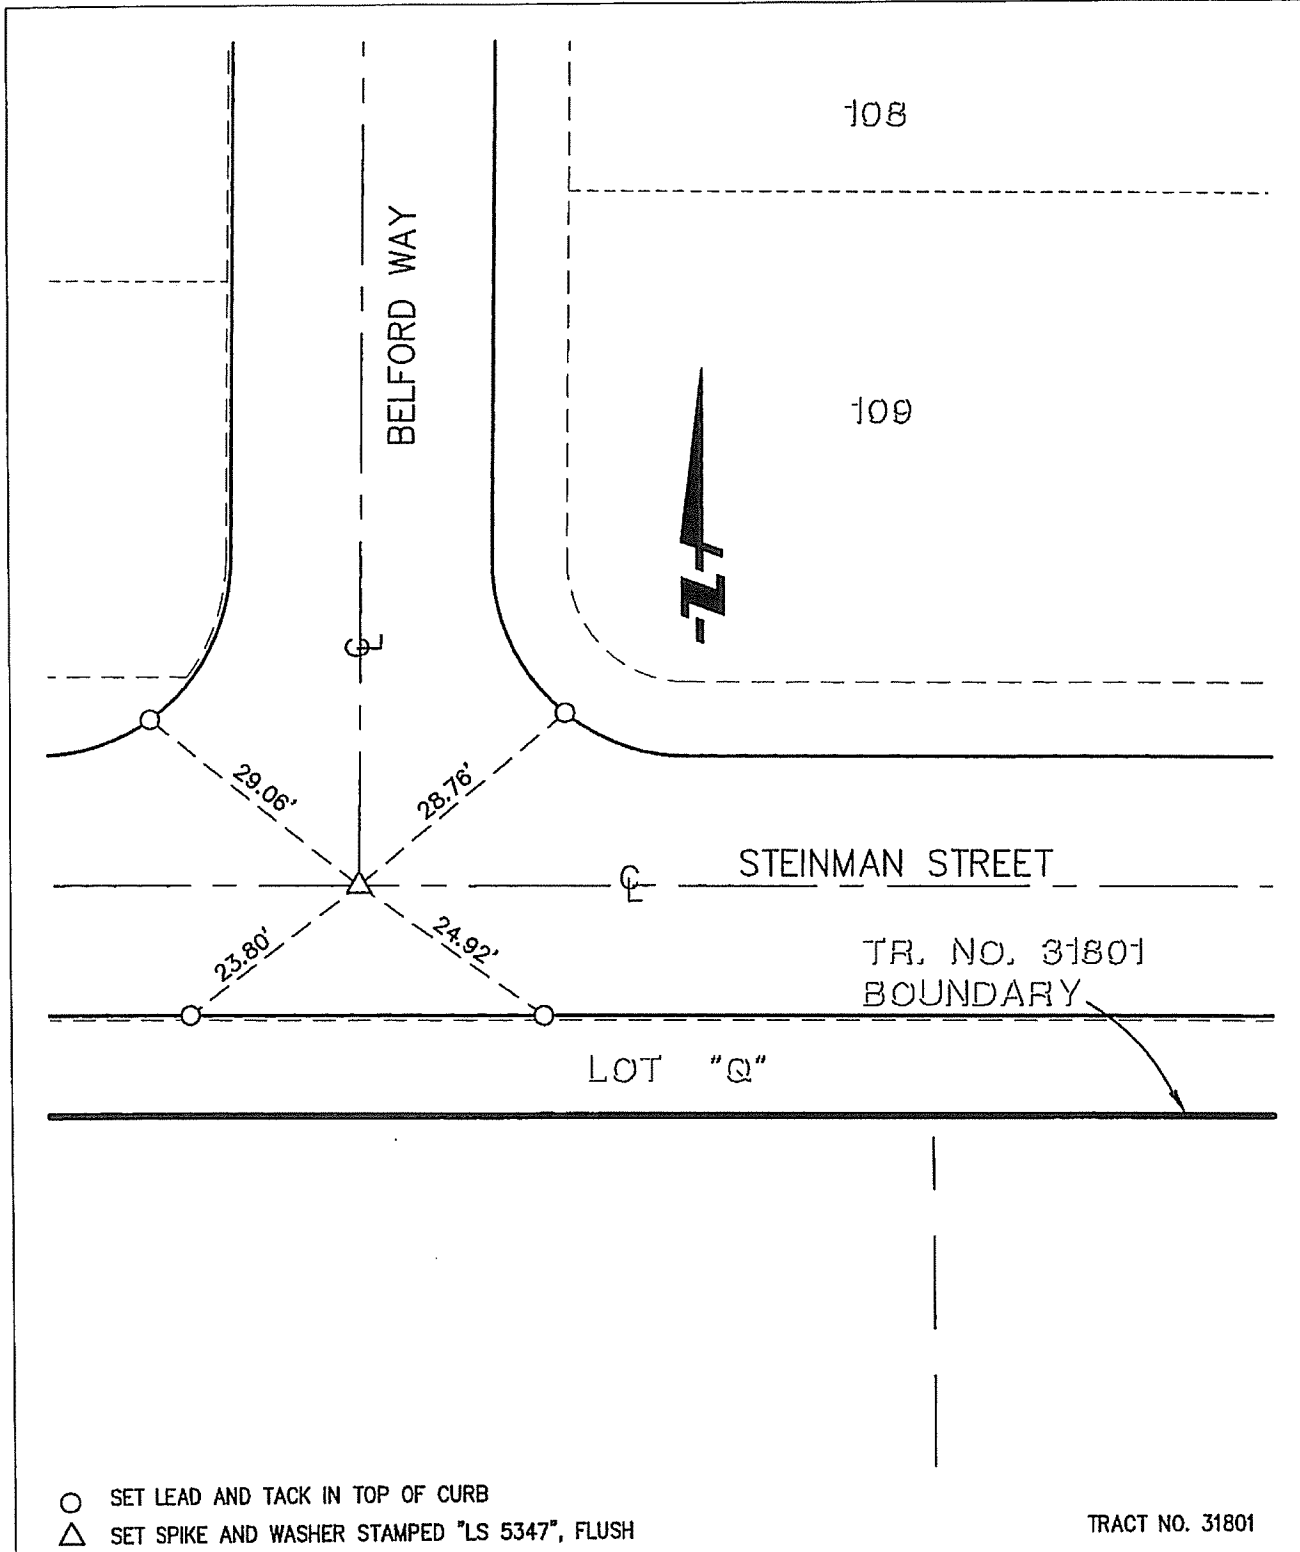 108
BELFORD WAY
109
N
CL
29.06'
28.76'
STEINMAN STREET
CL
23.80'
24.92'
TR. NO. 31801
BOUNDARY
LOT "Q"
SET LEAD AND TACK IN TOP OF CURB
SET SPIKE AND WASHER STAMPED "LS 5347", FLUSH
TRACT NO. 31801